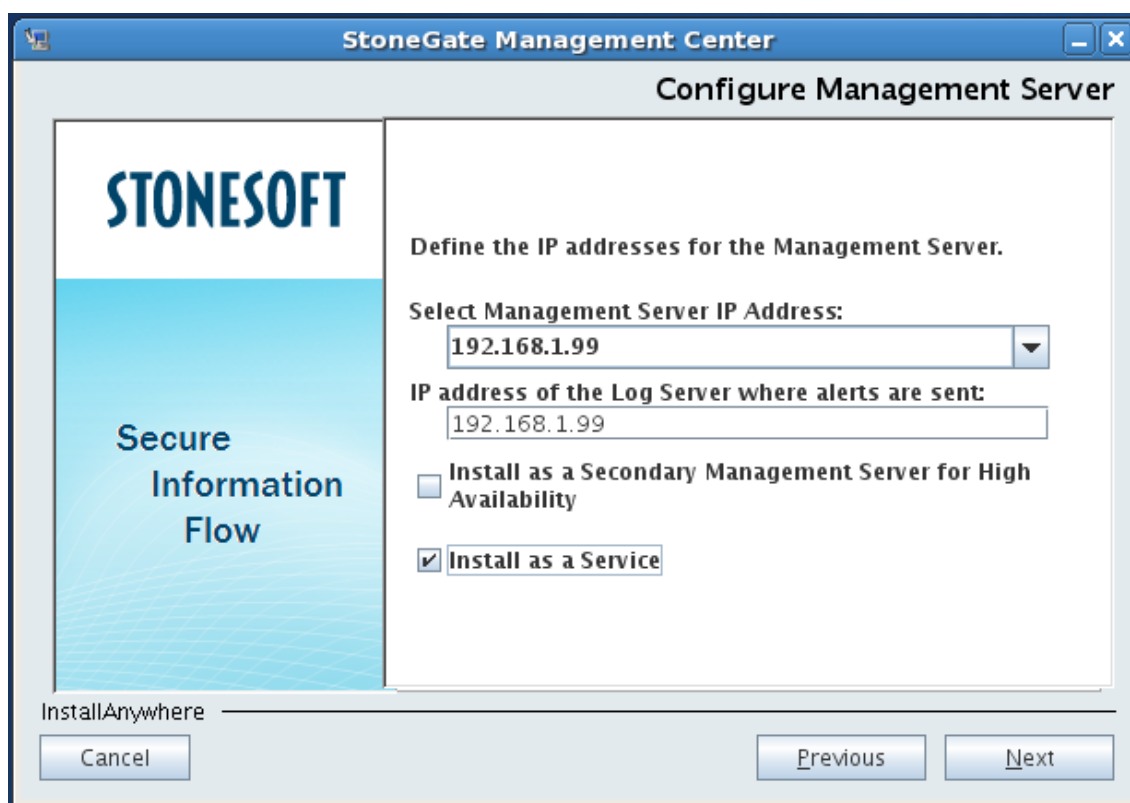 StoneGate Management Center
Configure Management Server
STONESOFT
Secure
Information
Flow
Define the IP addresses for the Management Server.
Select Management Server IP Address:
192.168.1.99
IP address of the Log Server where alerts are sent:
192.168.1.99
Install as a Secondary Management Server for High
Availability
Install as a Service
InstallAnywhere
Cancel
Previous
Next